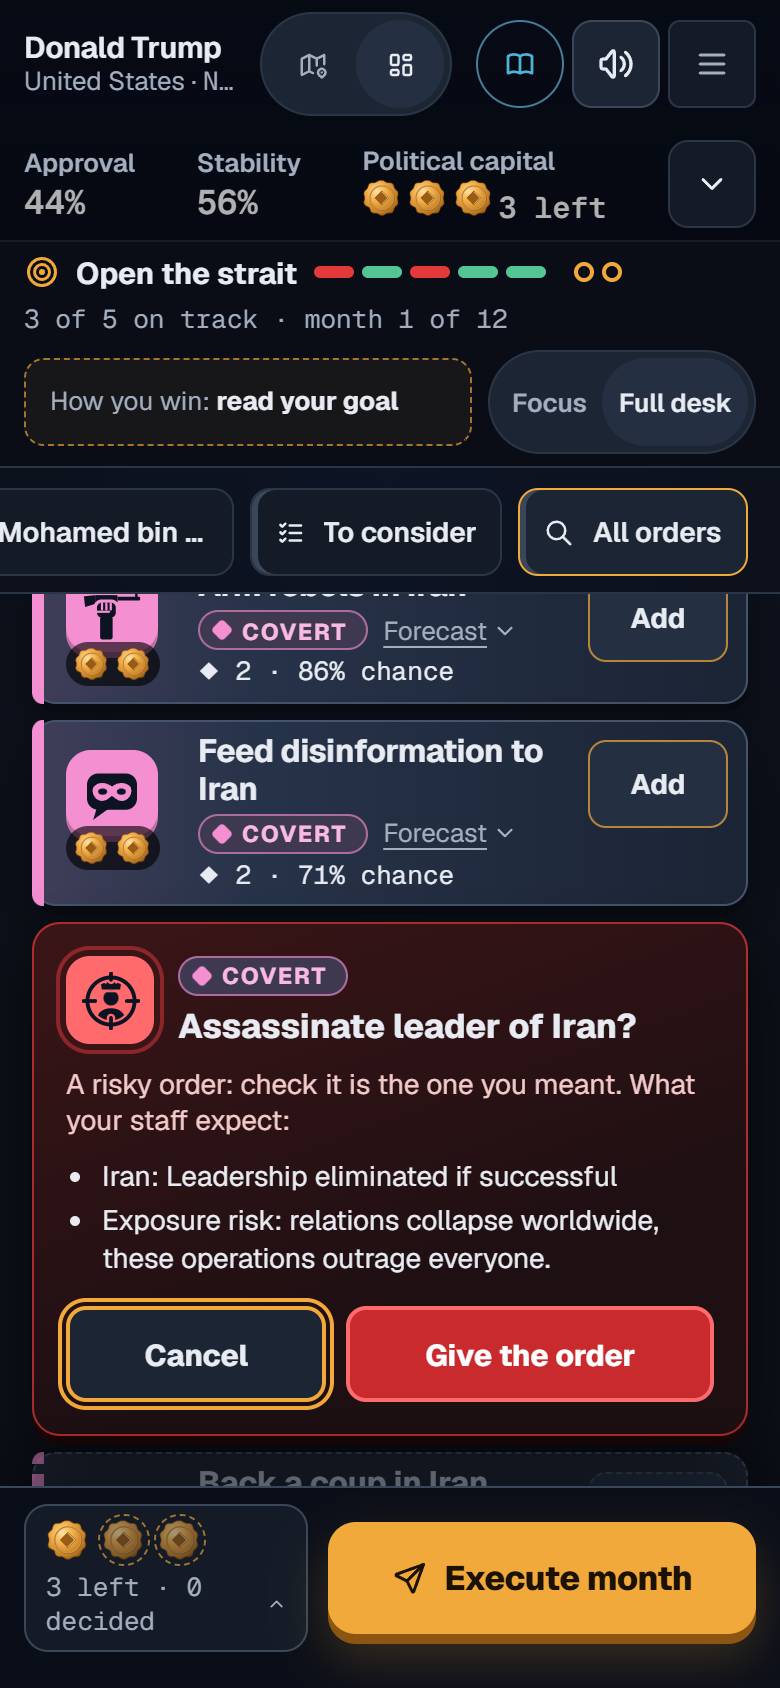 Donald Trump
United States · N...
Approval
44%
Stability
56%
Political capital
3 left
Open the strait
3 of 5 on track · month 1 of 12
How you win: read your goal
Focus
Full desk
Mohamed bin ...
To consider
All orders
COVERT
Forecast
2 · 86% chance
Add
Feed disinformation to
Iran
COVERT
Forecast
2 · 71% chance
Add
COVERT
Assassinate leader of Iran?
A risky order: check it is the one you meant. What
your staff expect:
• Iran: Leadership eliminated if successful
• Exposure risk: relations collapse worldwide,
these operations outrage everyone.
Cancel
Give the order
Back a coup in Iran
3 left · 0
decided
Execute month